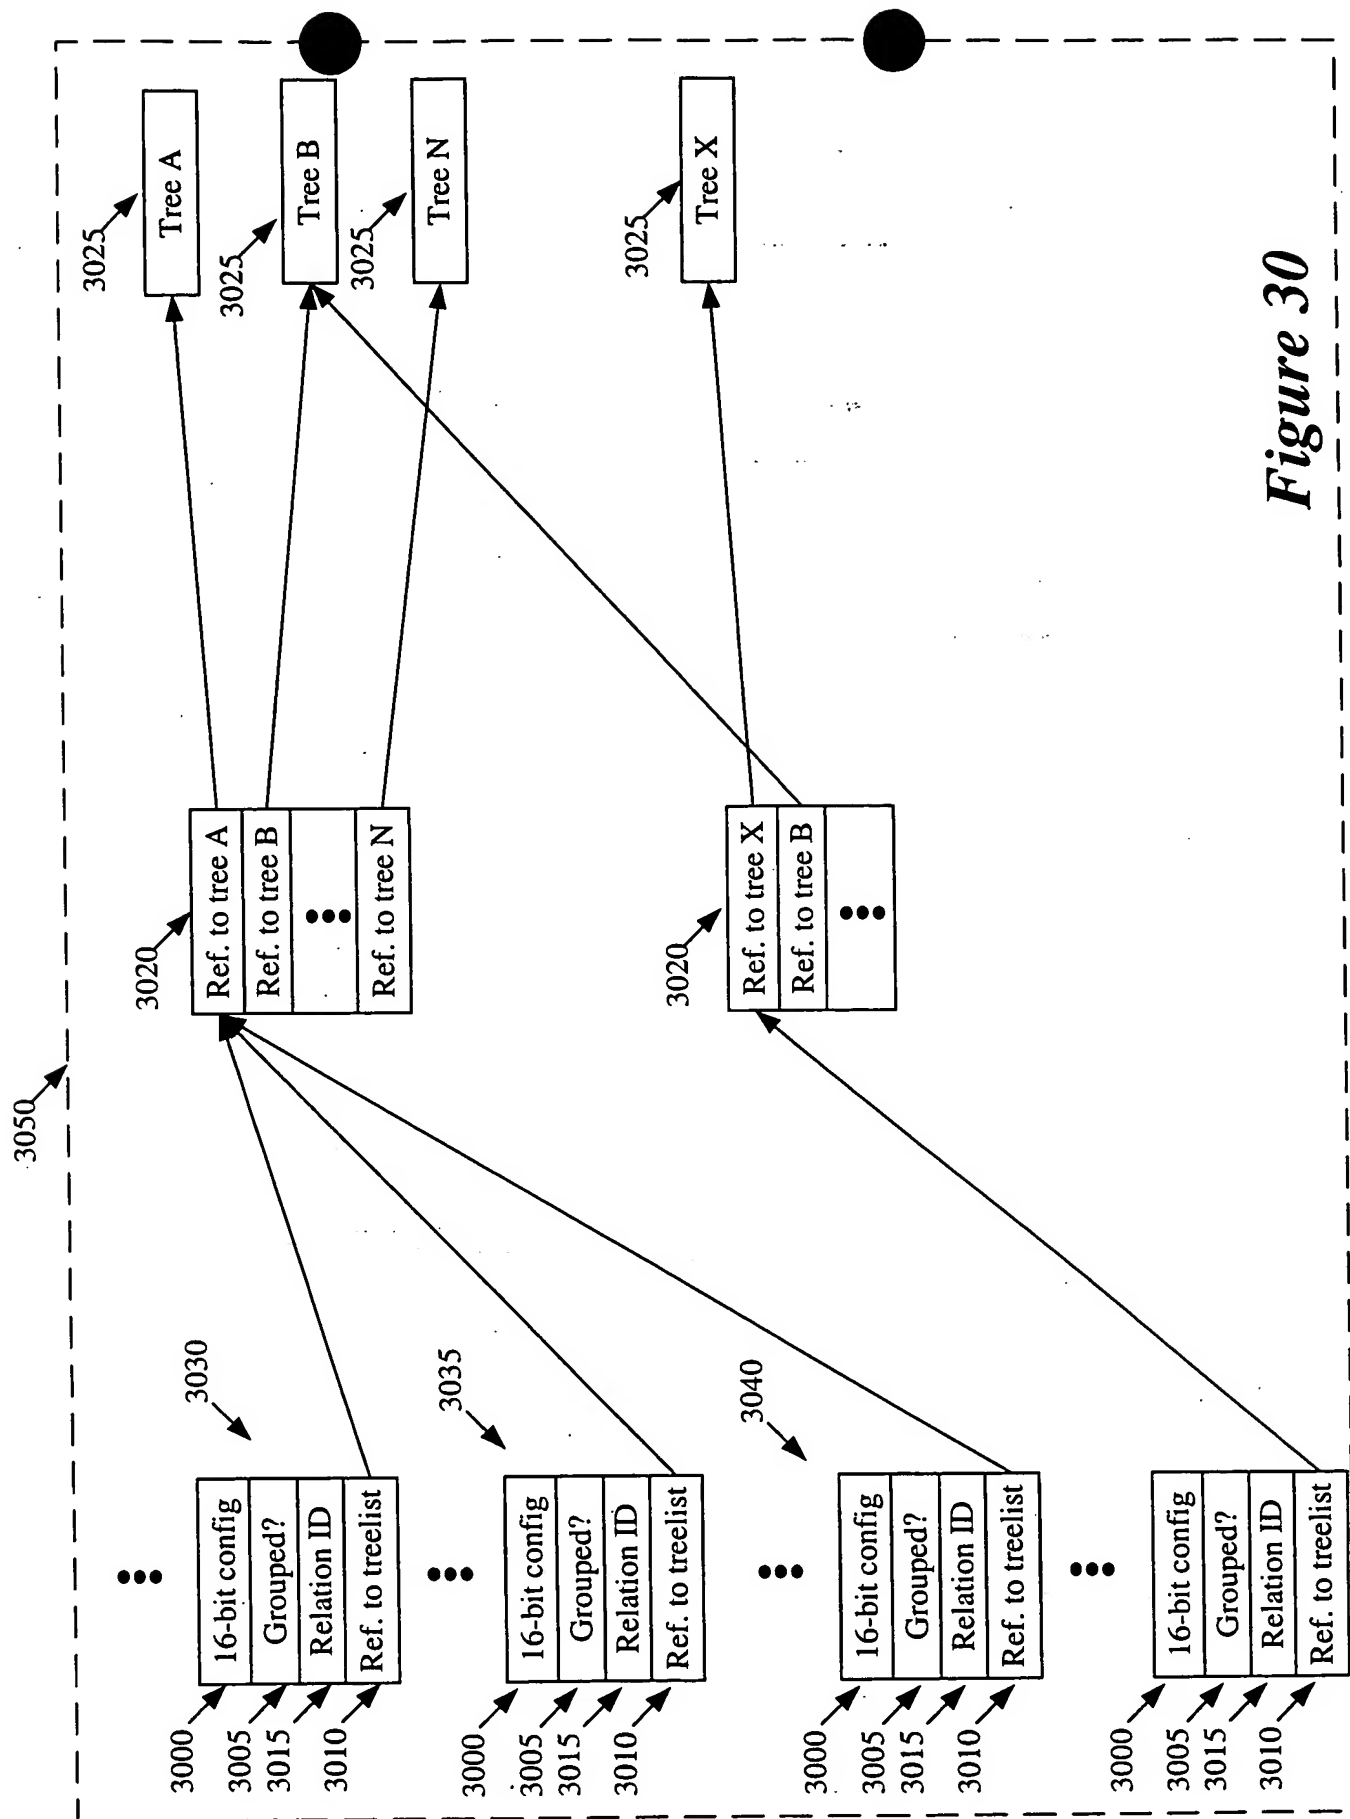 3050
3030
3000
16-bit config
3005
Grouped?
3015
Relation ID
3010
Ref. to treelist
3035
3000
16-bit config
3005
Grouped?
3015
Relation ID
3010
Ref. to treelist
3040
3000
16-bit config
3005
Grouped?
3015
Relation ID
3010
Ref. to treelist
3000
16-bit config
3005
Grouped?
3015
Relation ID
3010
Ref. to treelist
3020
Ref. to tree A
Ref. to tree B
Ref. to tree N
3020
Ref. to tree X
Ref. to tree B
3025
Tree A
3025
Tree B
3025
Tree N
3025
Tree X
Figure 30